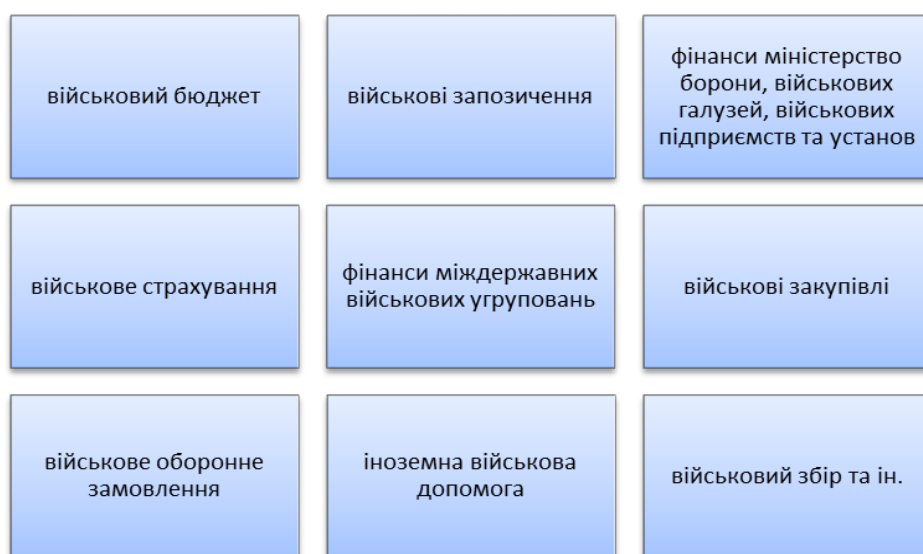 військовий бюджет
військові запозичення
фінанси міністерство
борони, військових
галузей, військових
підприємств та установ
військове страхування
фінанси міждержавних
військових угруповань
військові закупівлі
військове оборонне
замовлення
іноземна військова
допомога
військовий збір та ін.